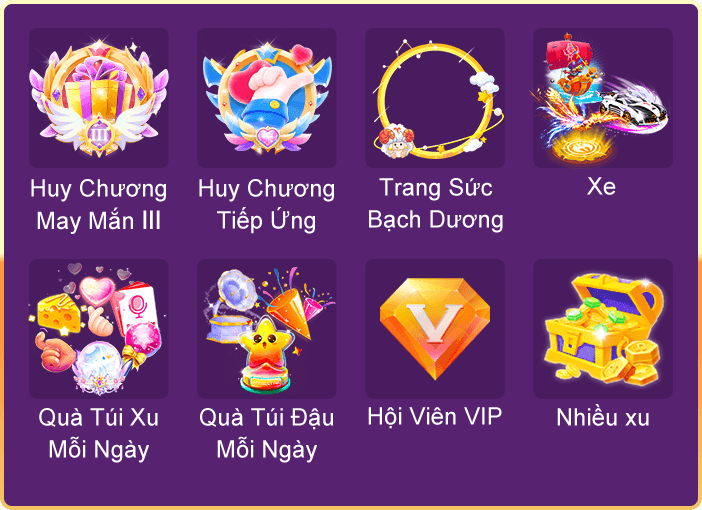 III
Huy Chương
May Mắn III
Huy Chương
Tiếp Ứng
Trang Sức
Bạch Dương
Xe
Quà Túi Xu
Mỗi Ngày
Quà Túi Đậu
Mỗi Ngày
V
Hội Viên VIP
Nhiều xu